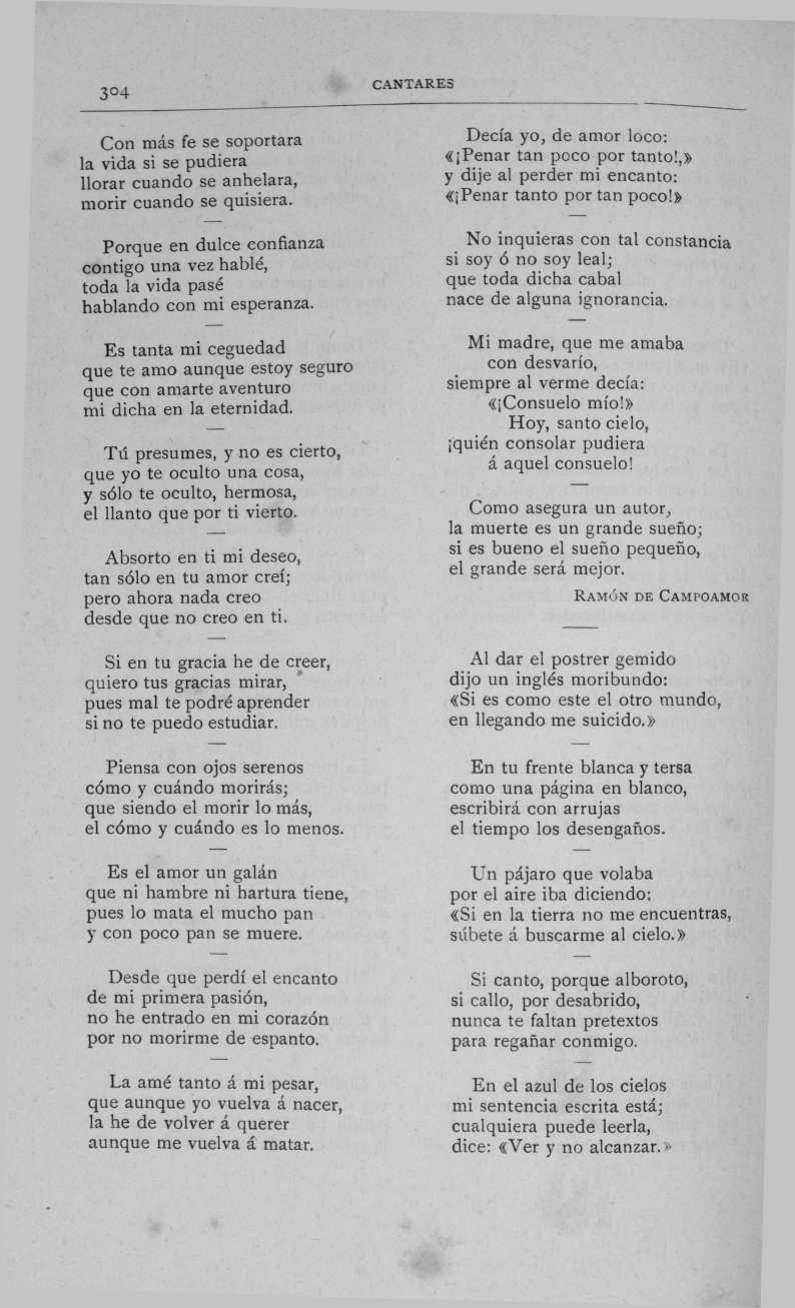 304
CANTARES
Con más fe se soportara
la vida si se pudiera
llorar cuando se anhelara,
morir cuando se quisiera.
Porque en dulce confianza
contigo una vez hablé,
toda la vida pasé
hablando con mi esperanza.
Es tanta mi ceguedad
que te amo aunque estoy seguro
que con amarte aventuro
mi dicha en la eternidad.
Tú presumes, y no es cierto,
que yo te oculto una cosa,
y sólo te oculto, hermosa,
el llanto que por ti vierto.
Absorto en ti mi deseo,
tan sólo en tu amor creí;
pero ahora nada creo
desde que no creo en ti.
Si en tu gracia he de creer,
quiero tus gracias mirar,
pues mal te podré aprender
si no te puedo estudiar.
Piensa con ojos serenos
cómo y cuándo morirás;
que siendo el morir lo más,
el cómo y cuándo es lo menos.
Es el amor un galán
que ni hambre ni hartura tiene,
pues lo mata el mucho pan
y con poco pan se muere.
Desde que perdí el encanto
de mi primera pasión,
no he entrado en mi corazón
por no morirme de espanto.
La amé tanto á mi pesar,
que aunque yo vuelva á nacer,
la he de volver á querer
aunque me vuelva á matar.
Decía yo, de amor loco:
«¡Penar tan poco por tanto!,»
y dije al perder mi encanto:
«¡Penar tanto por tan poco!»
No inquieras con tal constancia
si soy ó no soy leal;
que toda dicha cabal
nace de alguna ignorancia.
Mi madre, que me amaba
con desvarío,
siempre al verme decía:
«¡Consuelo mío!»
Hoy, santo cielo,
¡quién consolar pudiera
á aquel consuelo!
Como asegura un autor,
la muerte es un grande sueño;
si es bueno el sueño pequeño,
el grande será mejor.
RAMÓN DE CAMPOAMOR
Al dar el postrer gemido
dijo un inglés moribundo:
«Si es como este el otro mundo,
en llegando me suicido.»
En tu frente blanca y tersa
como una página en blanco,
escribirá con arrujas
el tiempo los desengaños.
Un pájaro que volaba
por el aire iba diciendo:
«Si en la tierra no me encuentras,
súbete á buscarme al cielo.»
Si canto, porque alboroto,
si callo, por desabrido,
nunca te faltan pretextos
para regañar conmigo.
En el azul de los cielos
mi sentencia escrita está;
cualquiera puede leerla,
dice: «Ver y no alcanzar.»